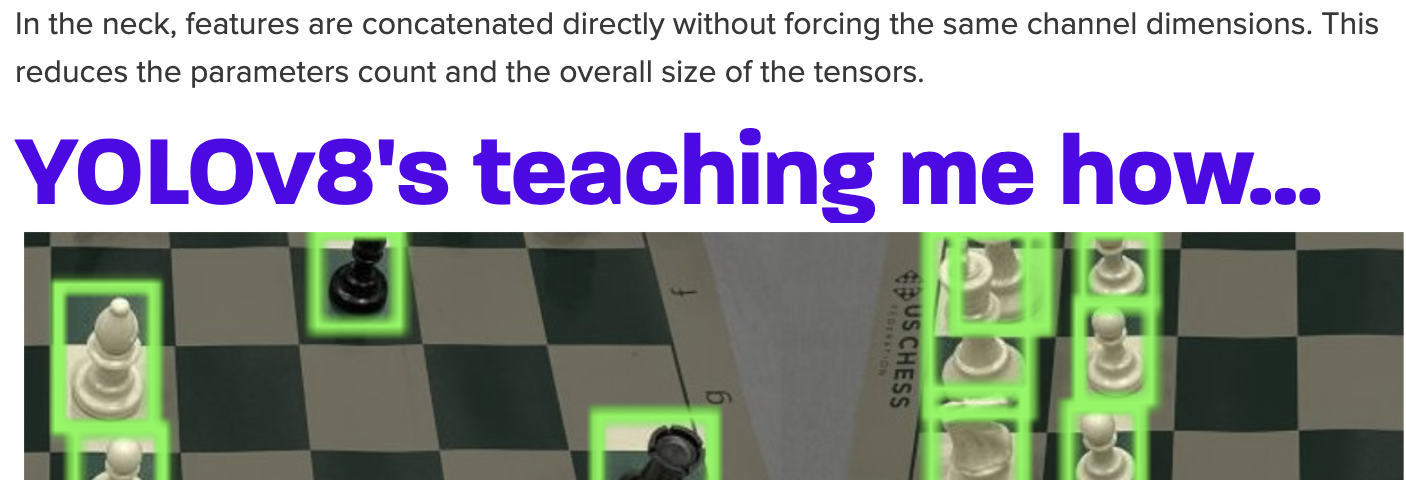 In the neck, features are concatenated directly without forcing the same channel dimensions. This
reduces the parameters count and the overall size of the tensors.
YOLOv8's teaching me how...
f
g
US CHESS
FEDERATION